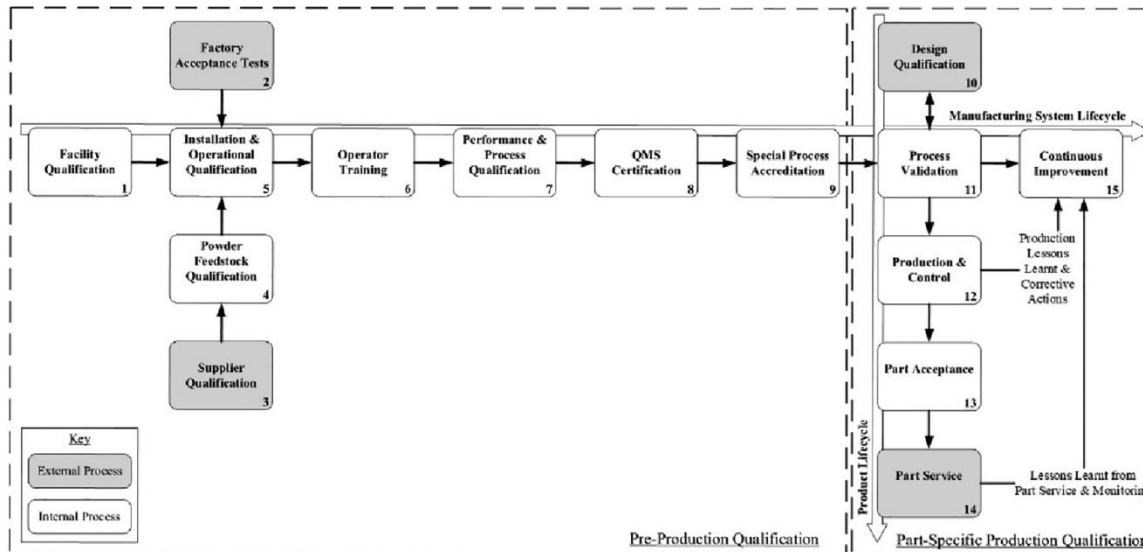 Factory
Acceptance Tests
2
Design
Qualification
10
Manufacturing System Lifecycle
Facility
Qualification
1
Installation &
Operational
Qualification
5
Operator
Training
6
Performance &
Process
Qualification
7
QMS
Certification
8
Special Process
Accreditation
9
Process
Validation
11
Continuous
Improvement
15
Powder
Feedstock
Qualification
4
Production &
Control
12
Production
Lessons
Learnt &
Corrective
Actions
Supplier
Qualification
3
Part Acceptance
13
Key
External Process
Internal Process
Product Lifecycle
Part Service
14
Lessons Learnt from
Part Service & Monitorin
Pre-Production Qualification
Part-Specific Production Qualification